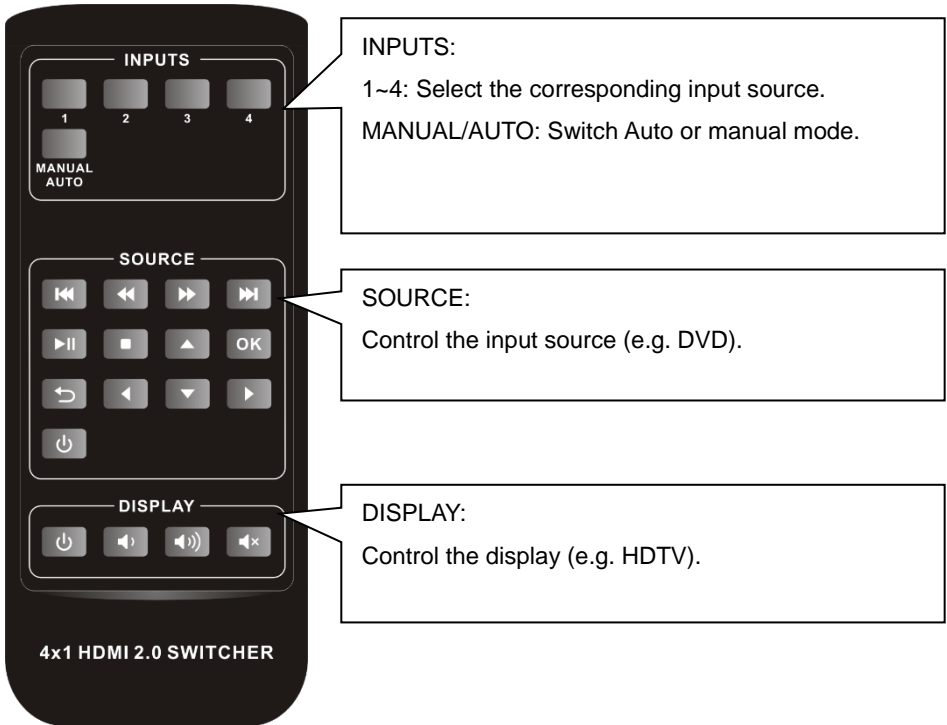 INPUTS
1 2 3 4
MANUAL
AUTO
SOURCE
OK
DISPLAY
4x1 HDMI 2.0 SWITCHER
INPUTS:
1~4: Select the corresponding input source.
MANUAL/AUTO: Switch Auto or manual mode.
SOURCE:
Control the input source (e.g. DVD).
DISPLAY:
Control the display (e.g. HDTV).